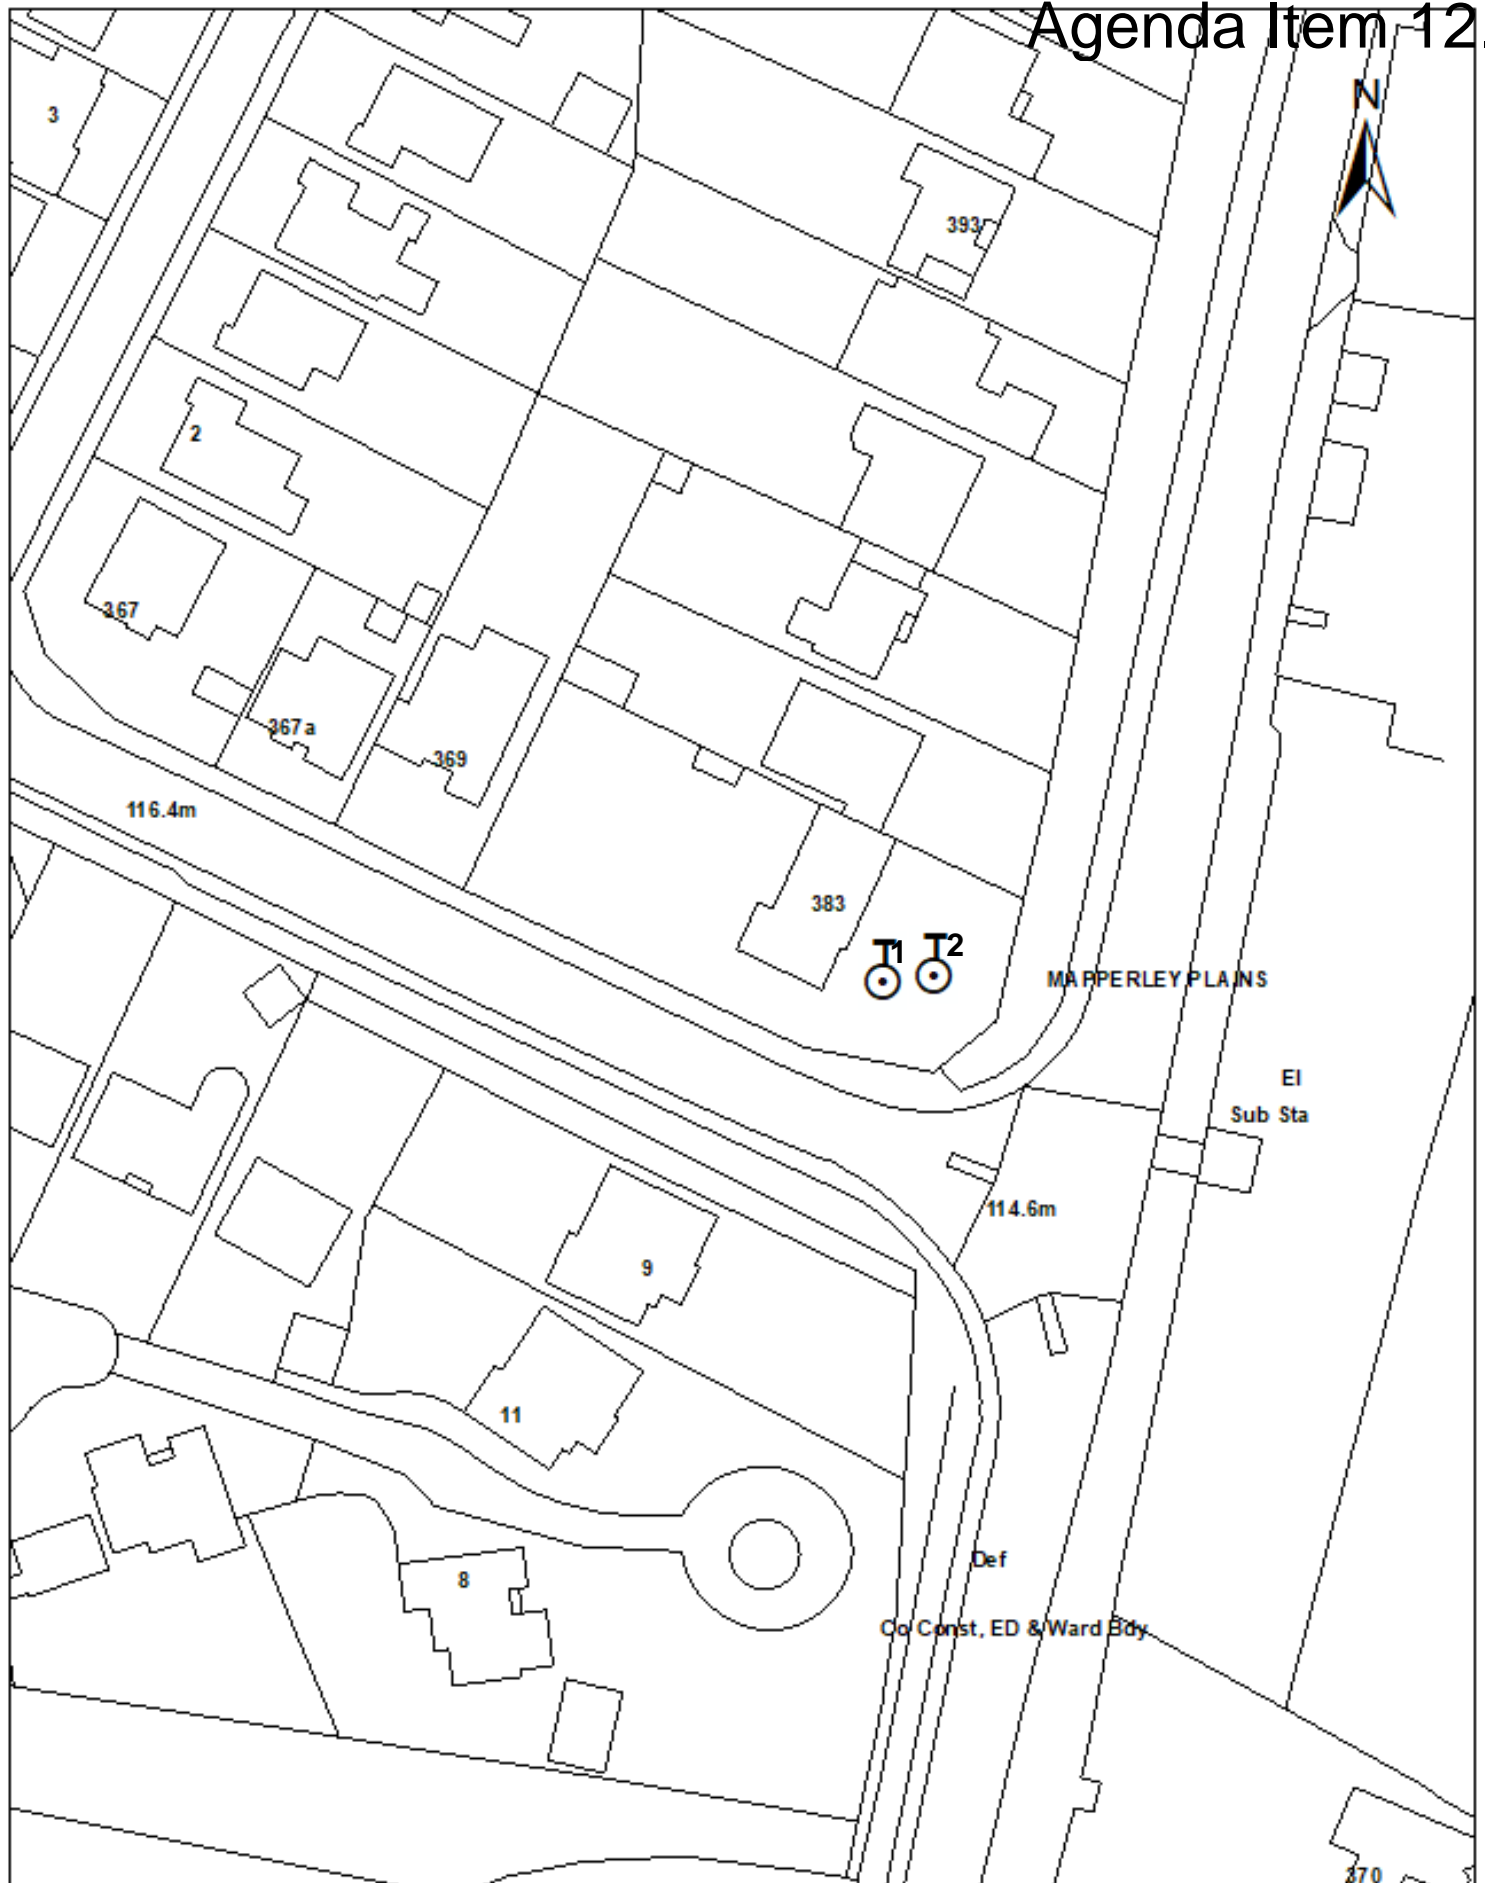 Agenda Item 12.
N
3
393
2
367
367a
369
116.4m
383
T1
T2
MAPPERLEY PLAINS
El
Sub Sta
114.6m
9
11
8
Def
Co Const, ED & Ward Bdy
370